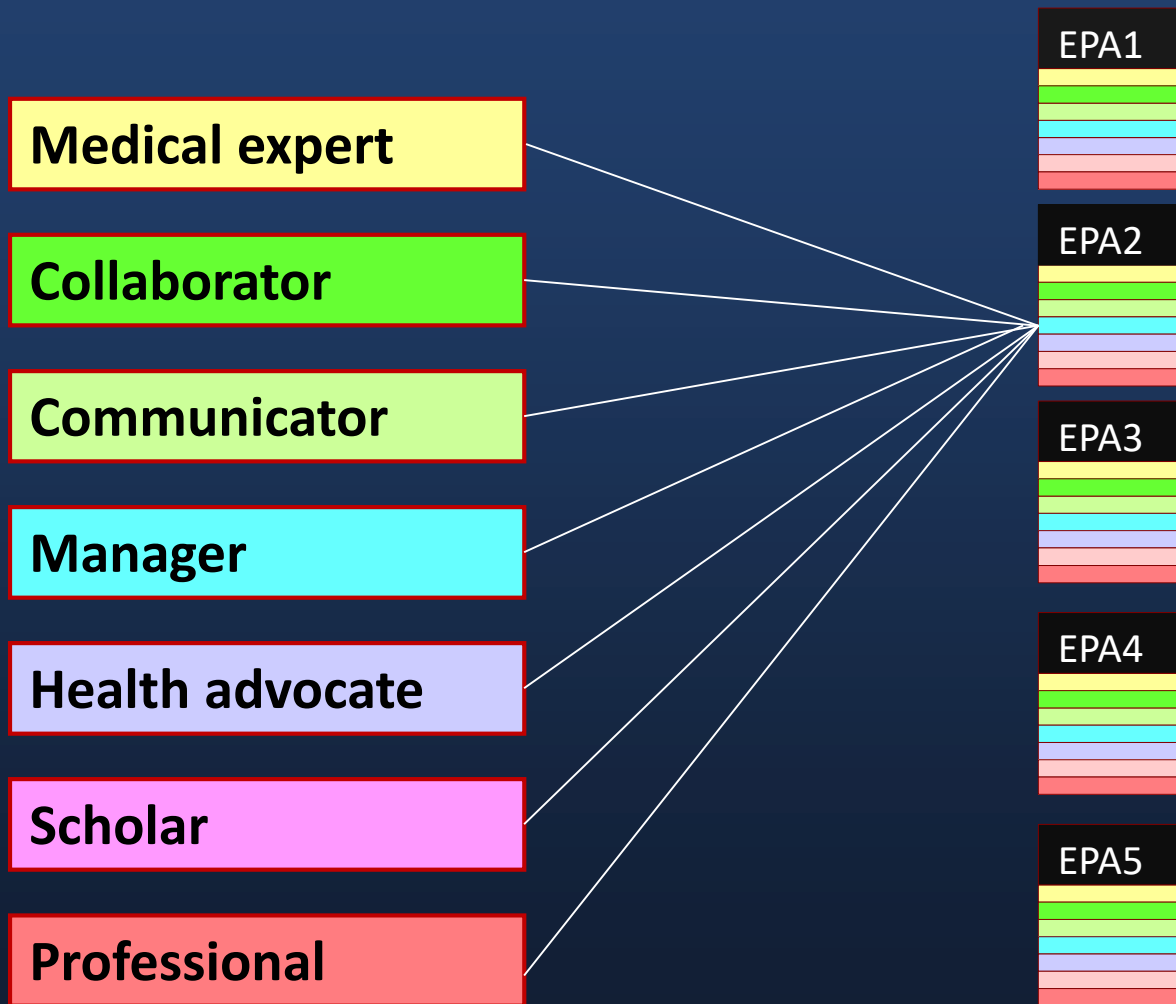 Medical expert
Collaborator
Communicator
Manager
Health advocate
Scholar
Professional
EPA1
EPA2
EPA3
EPA4
EPA5